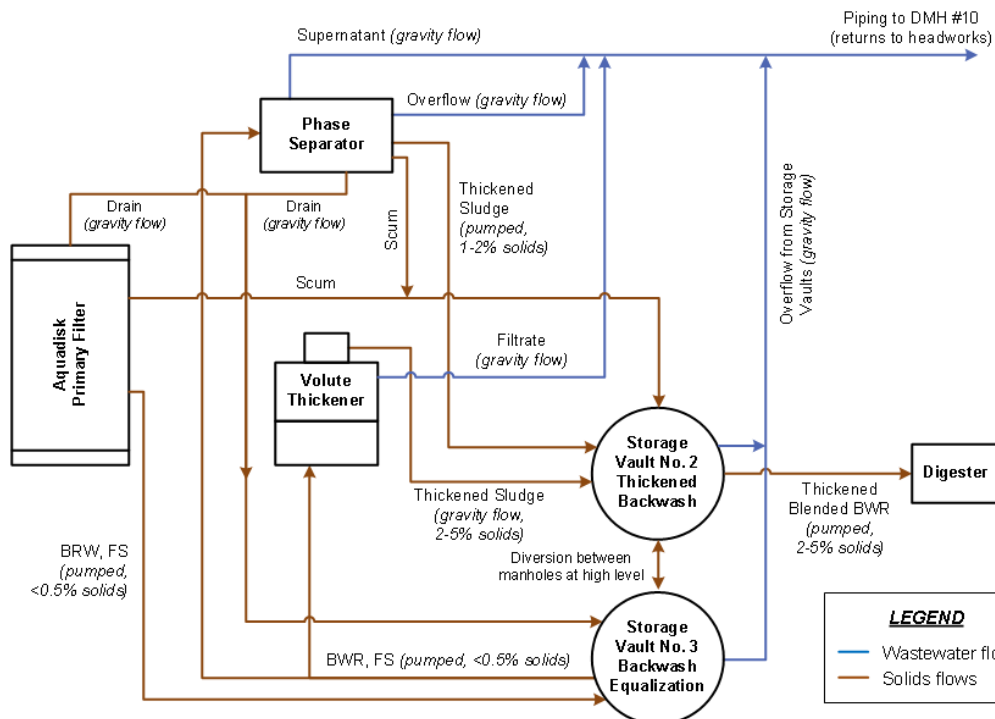 Supernatant (gravity flow)
Piping to DMH #10
(returns to headworks)
Overflow (gravity flow)
Phase
Separator
Drain
(gravity flow)
Drain
(gravity flow)
Scum
Thickened
Sludge
(pumped,
1-2% solids)
Overflow from Storage
Vaults (gravity flow)
Scum
Aquadisk
Primary Filter
Filtrate
(gravity flow)
Volute
Thickener
Storage
Vault No. 2
Thickened
Backwash
Digester
Thickened Sludge
(gravity flow,
2-5% solids)
Thickened
Blended BWR
(pumped,
2-5% solids)
BRW, FS
(pumped,
<0.5% solids)
Diversion between
manholes at high level
Storage
Vault No. 3
Backwash
Equalization
BWR, FS (pumped, <0.5% solids)
LEGEND
Wastewater flo
Solids flows